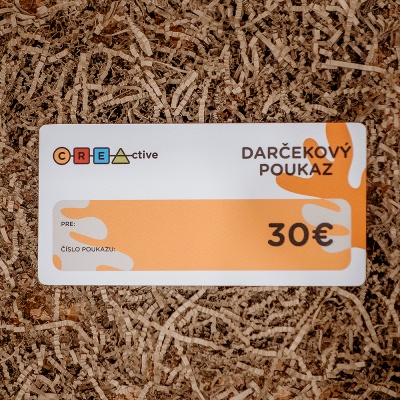 CREActive
DARČEKOVÝ
POUKAZ
PRE:
30€
ČÍSLO POUKAZU: